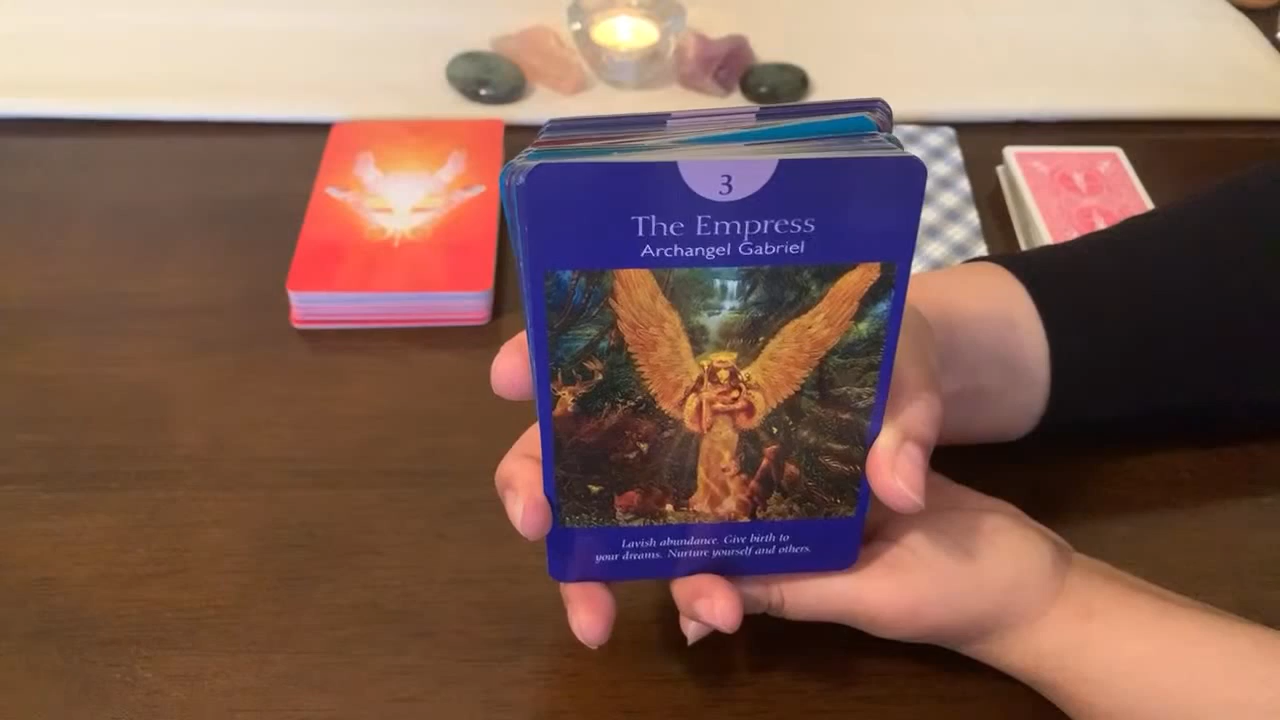 3
The Empress
Archangel Gabriel
Lavish abundance. Give birth to
your dreams. Nurture yourself and others.